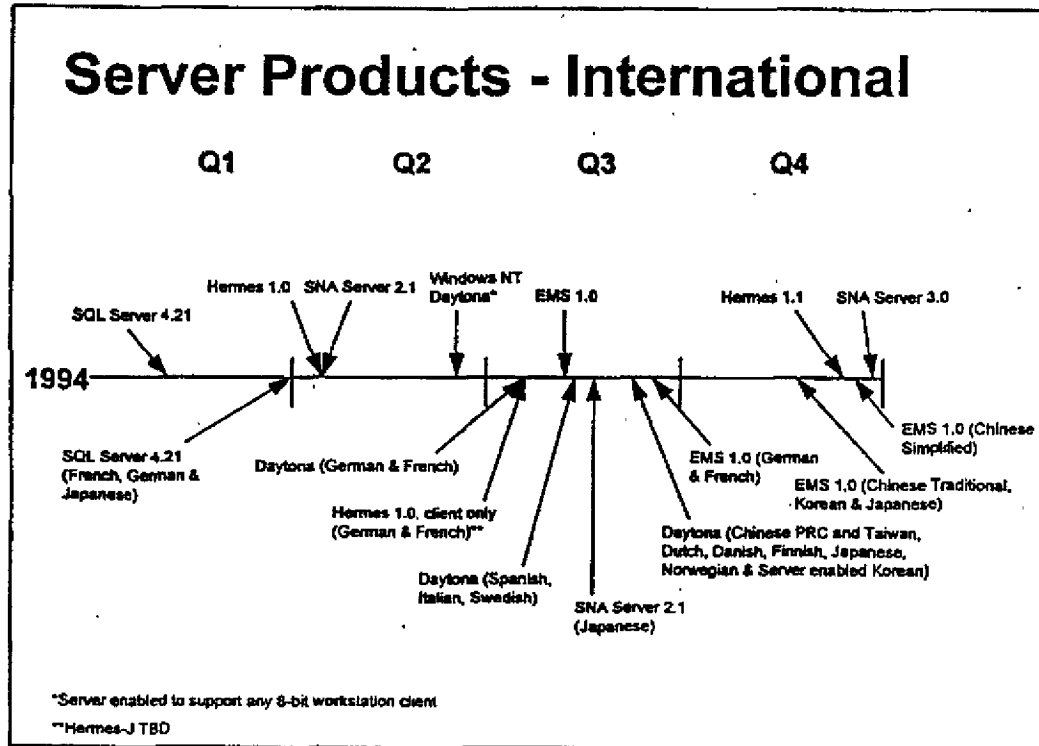 Server Products - International
Q1 Q2 Q3 Q4
SQL Server 4.21
Hermes 1.0
SNA Server 2.1
Windows NT
Daytona*
EMS 1.0
Hermes 1.1
SNA Server 3.0
1994
SQL Server 4.21
(French, German &
Japanese)
Daytona (German & French)
Hermes 1.0, client only
(German & French)**
Daytona (Spanish,
Italian, Swedish)
SNA Server 2.1
(Japanese)
Daytona (Chinese PRC and Taiwan,
Dutch, Danish, Finnish, Japanese,
Norwegian & Server enabled Korean)
EMS 1.0 (German
& French)
EMS 1.0 (Chinese Traditional,
Korean & Japanese)
EMS 1.0 (Chinese
Simplified)
*Server enabled to support any 8-bit workstation client
**Hermes-J TBD